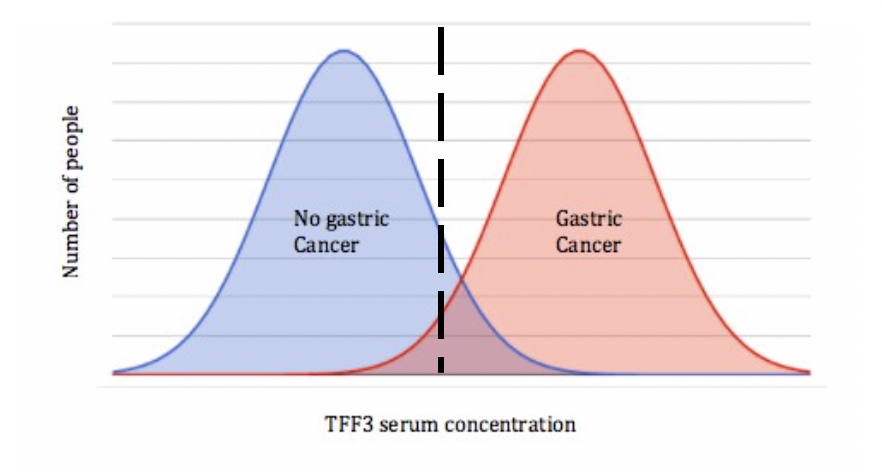 Number of people
No gastric
Cancer
Gastric
Cancer
TFF3 serum concentration